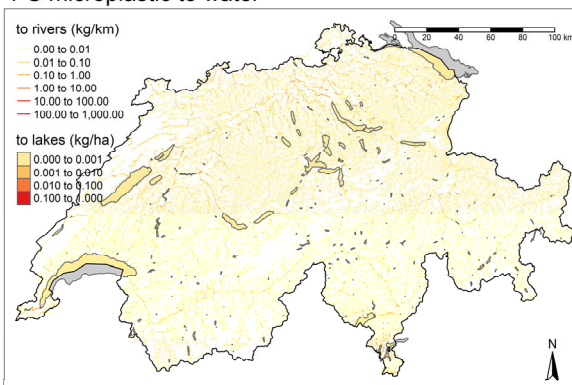 microplastic to water
to rivers (kg/km)
0.00 to 0.01
0.01 to 0.10
0.10 to 1.00
1.00 to 10.00
10.00 to 100.00
100.00 to 1,000.00
to lakes (kg/ha)
0.000 to 0.001
0.001 to 0.010
0.010 to 0.100
0.100 to 1.000
0 20 40 60 80 100 km
N